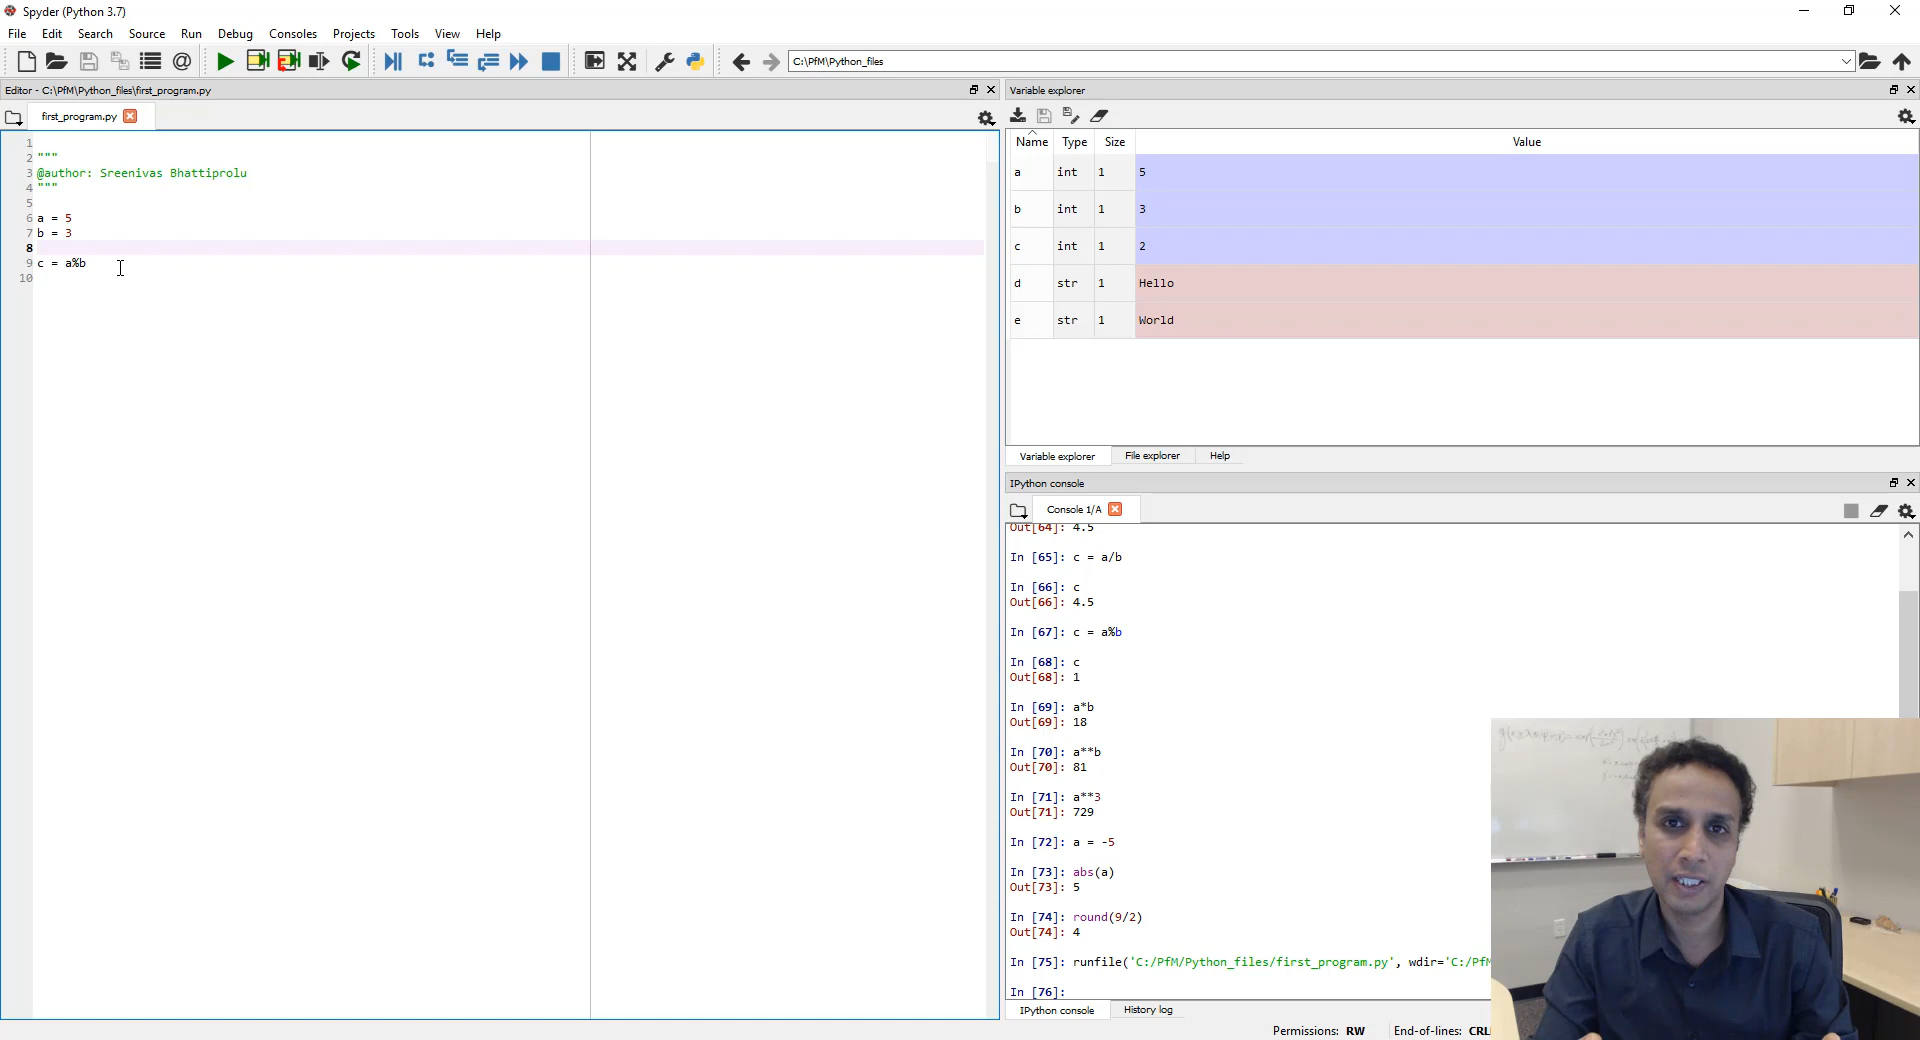 Spyder (Python 3.7)
File Edit Search Source Run Debug Consoles Projects Tools View Help
C:\PfM\Python_files
Editor - C:\PfM\Python_files\first_program.py
first_program.py
1
2 """
3 @author: Sreenivas Bhattiprolu
4 """
5
6 a = 5
7 b = 3
8
9 c = a%b
10
Variable explorer
Name Type Size Value
a int 1 5
b int 1 3
c int 1 2
d str 1 Hello
e str 1 World
Variable explorer File explorer Help
IPython console
Console 1/A
Out[64]: 4.5
In [65]: c = a/b
In [66]: c
Out[66]: 4.5
In [67]: c = a%b
In [68]: c
Out[68]: 1
In [69]: a*b
Out[69]: 18
In [70]: a**b
Out[70]: 81
In [71]: a**3
Out[71]: 729
In [72]: a = -5
In [73]: abs(a)
Out[73]: 5
In [74]: round(9/2)
Out[74]: 4
In [75]: runfile('C:/PfM/Python_files/first_program.py', wdir='C:/PfM
In [76]:
IPython console History log
Permissions: RW End-of-lines: CRL